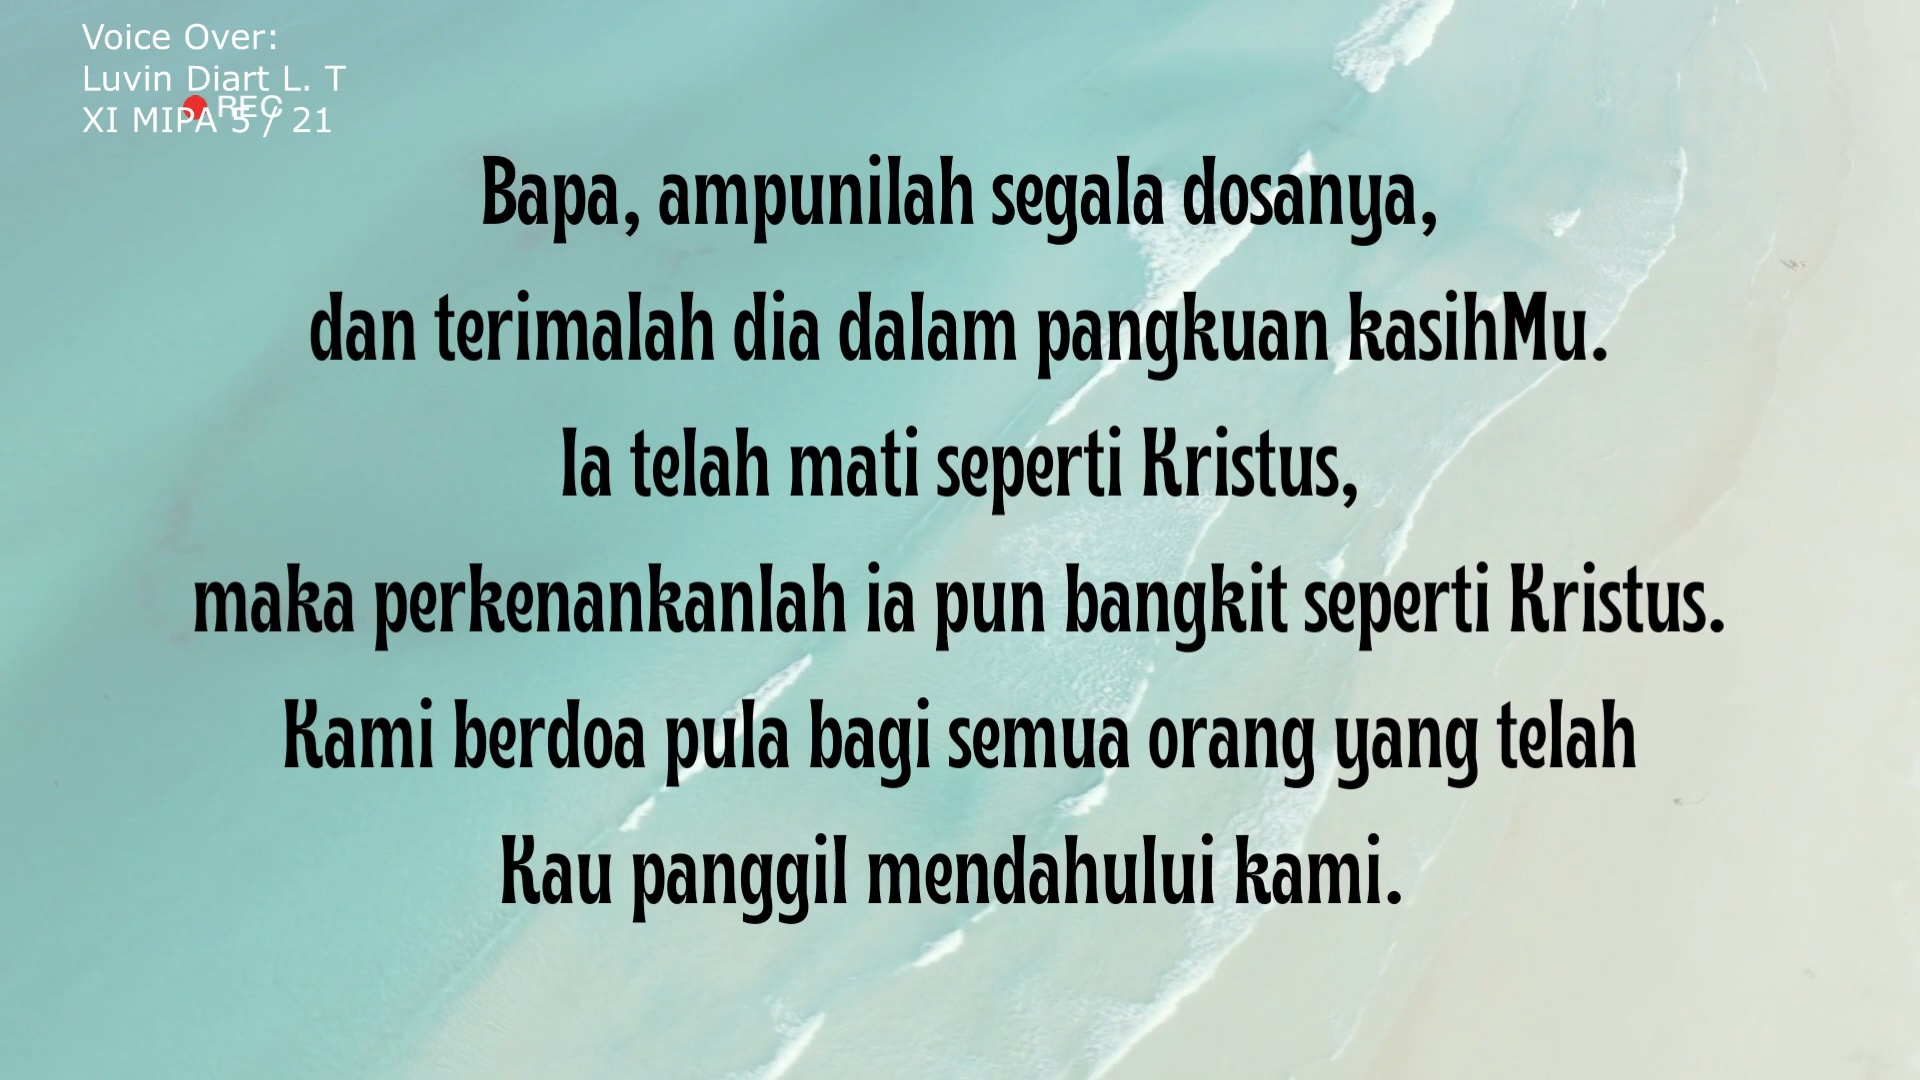 Voice Over:
Luvin Diart L. T
REC
XI MIPA 5 / 21
Bapa, ampunilah segala dosanya,
dan terimalah dia dalam pangkuan kasihMu.
Ia telah mati seperti Kristus,
maka perkenankanlah ia pun bangkit seperti Kristus.
Kami berdoa pula bagi semua orang yang telah
Kau panggil mendahului kami.